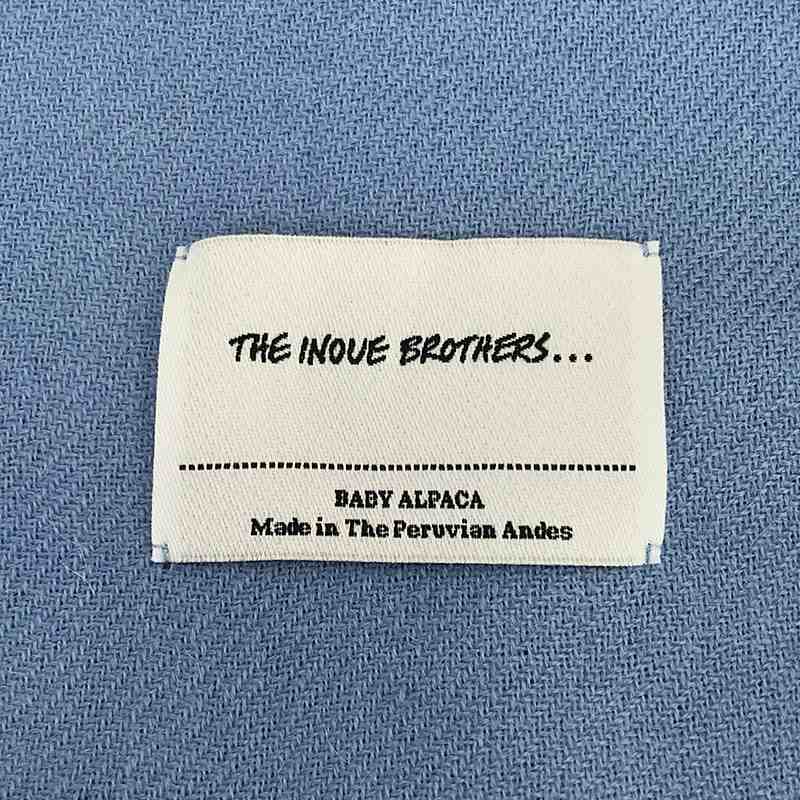 THE INOUE BROTHERS...
BABY ALPACA
Made in The Peruvian Andes